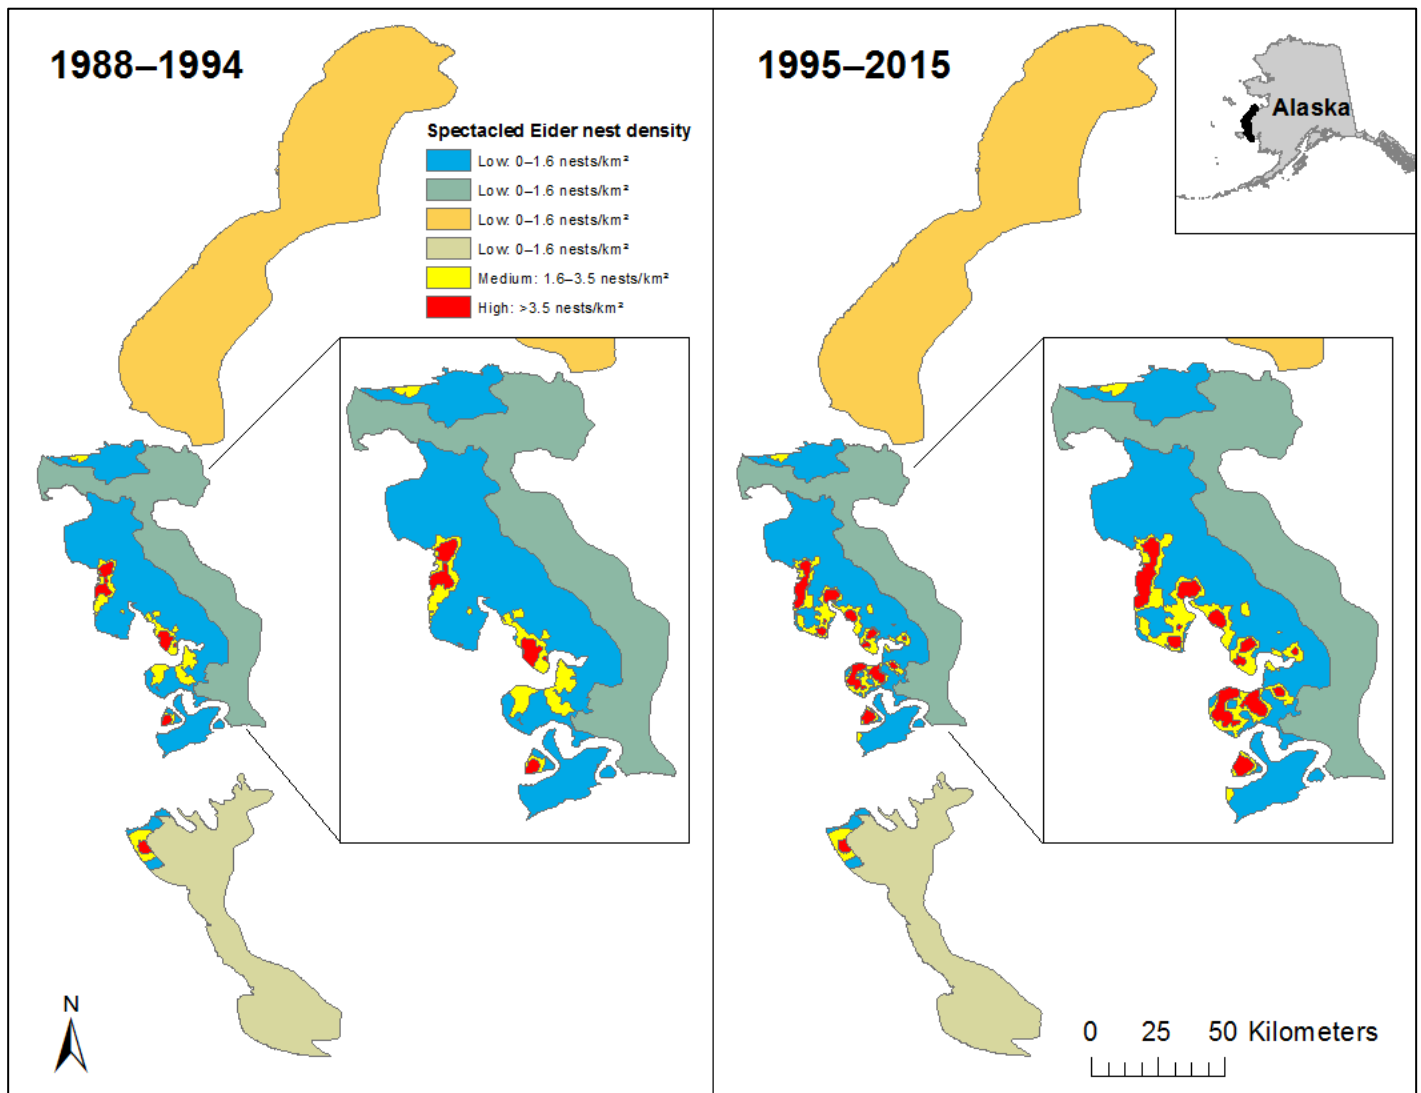 1988–1994
1995–2015
Alaska
Spectacled Eider nest density
Low: 0–1.6 nests/km²
Low: 0–1.6 nests/km²
Low: 0–1.6 nests/km²
Low: 0–1.6 nests/km²
Medium: 1.6–3.5 nests/km²
High: >3.5 nests/km²
N
0 25 50 Kilometers